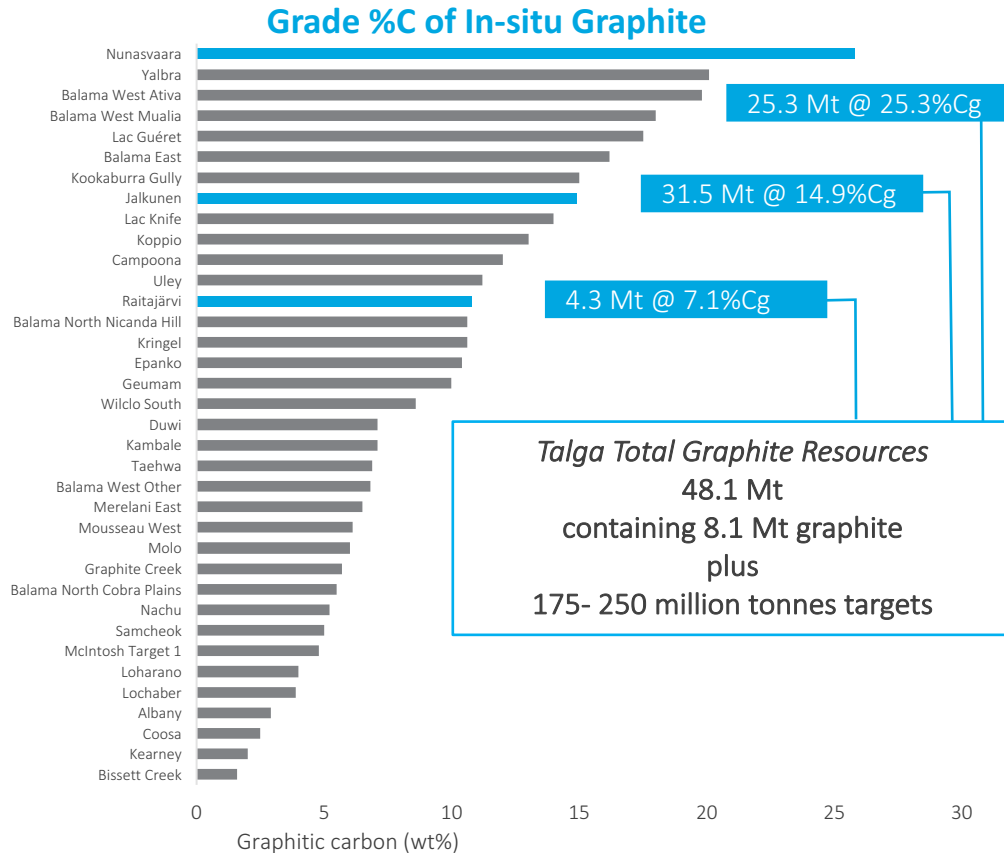 Grade %C of In-situ Graphite
Nunasvaara
Yalbra
Balama West Ativa
Balama West Mualia
Lac Guéret
Balama East
Kookaburra Gully
Jalkunen
Lac Knife
Koppio
Campoona
Uley
Raitajärvi
Balama North Nicanda Hill
Kringel
Epanko
Geumam
Wilclo South
Duwi
Kambale
Taehwa
Balama West Other
Merelani East
Mousseau West
Molo
Graphite Creek
Balama North Cobra Plains
Nachu
Samcheok
McIntosh Target 1
Loharano
Lochaber
Albany
Coosa
Kearney
Bissett Creek
25.3 Mt @ 25.3%Cg
31.5 Mt @ 14.9%Cg
4.3 Mt @ 7.1%Cg
Talga Total Graphite Resources
48.1 Mt
containing 8.1 Mt graphite
plus
175- 250 million tonnes targets
0 5 10 15 20 25 30
Graphitic carbon (wt%)